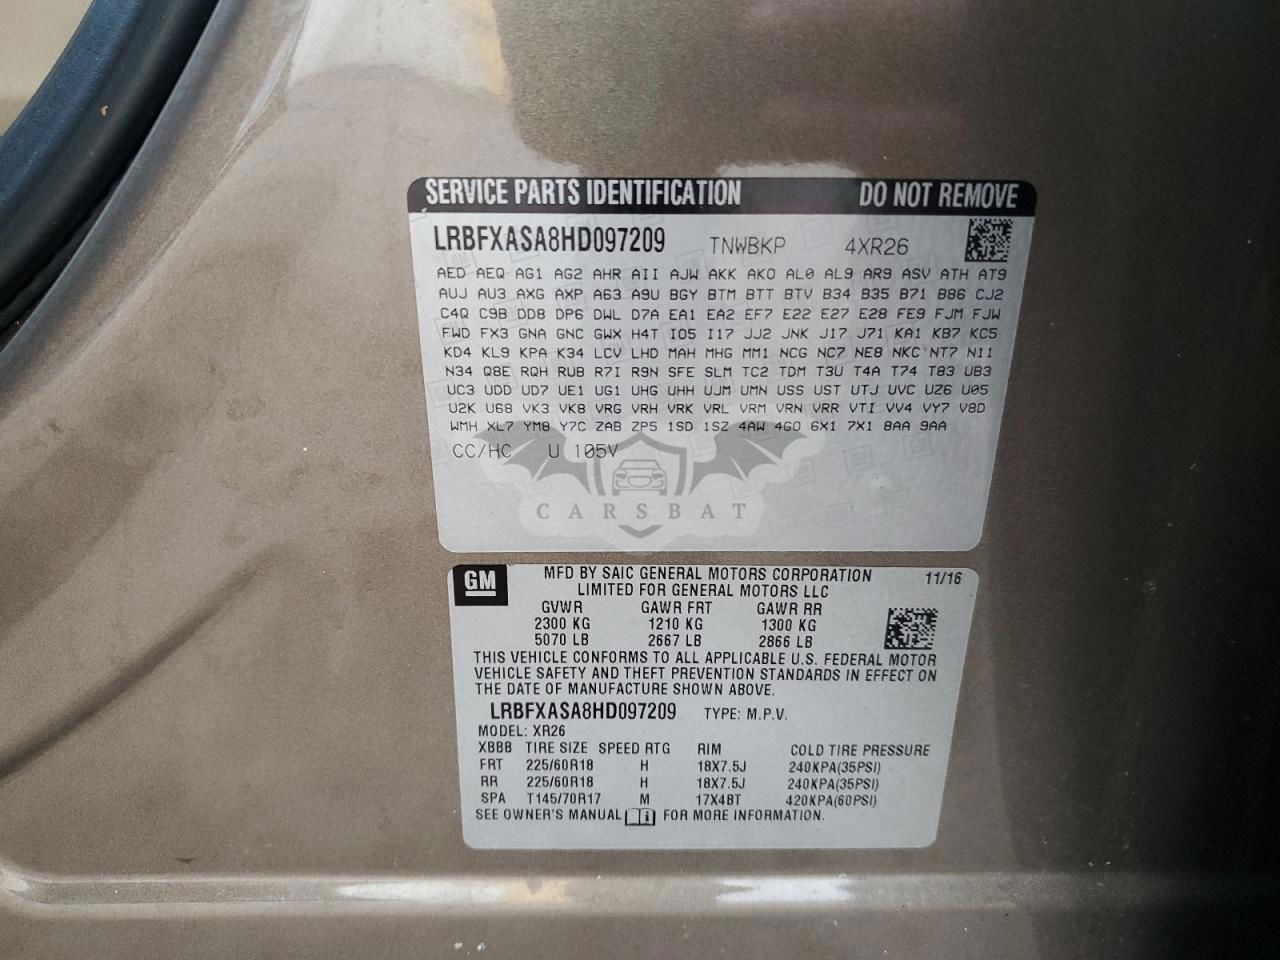 SERVICE PARTS IDENTIFICATION DO NOT REMOVE
LRBFXASA8HD097209 TNWBKP 4XR26
AED AEQ AG1 AG2 AHR AII AJW AKK AKO AL0 AL9 AR9 ASV ATH AT9
AUJ AU3 AXG AXP A63 A9U BGY BTM BTT BTV B34 B35 B71 B86 CJ2
C4Q C9B DD8 DP6 DWL D7A EA1 EA2 EF7 E22 E27 E28 FE9 FJM FJW
FWD FX3 GNA GNC GWX H4T I05 I17 JJ2 JNK J17 J71 KA1 KB7 KC5
KD4 KL9 KPA K34 LCV LHD MAH MHG MM1 NCG NC7 NE8 NKC NT7 N11
N34 Q8E RQH RUB R7I R9N SFE SLM TC2 TDM T3U T4A T74 T83 UB3
UC3 UDD UD7 UE1 UG1 UHG UHH UJM UMN USS UST UTJ UVC UZ6 U05
U2K U68 VK3 VK8 VRG VRH VRK VRL VRM VRN VRR VTI VV4 VY7 V8D
WMH XL7 YM8 Y7C ZAB ZP5 1SD 1SZ 4AW 4G0 6X1 7X1 8AA 9AA
CC/HC U 105V
CARSBAT
GM MFD BY SAIC GENERAL MOTORS CORPORATION 11/16
LIMITED FOR GENERAL MOTORS LLC
GVWR GAWR FRT GAWR RR
2300 KG 1210 KG 1300 KG
5070 LB 2667 LB 2866 LB
THIS VEHICLE CONFORMS TO ALL APPLICABLE U.S. FEDERAL MOTOR
VEHICLE SAFETY AND THEFT PREVENTION STANDARDS IN EFFECT ON
THE DATE OF MANUFACTURE SHOWN ABOVE.
LRBFXASA8HD097209 TYPE: M.P.V.
MODEL: XR26
XBBB TIRE SIZE SPEED RTG RIM COLD TIRE PRESSURE
FRT 225/60R18 H 18X7.5J 240KPA(35PSI)
RR 225/60R18 H 18X7.5J 240KPA(35PSI)
SPA T145/70R17 M 17X4BT 420KPA(60PSI)
SEE OWNER'S MANUAL FOR MORE INFORMATION.